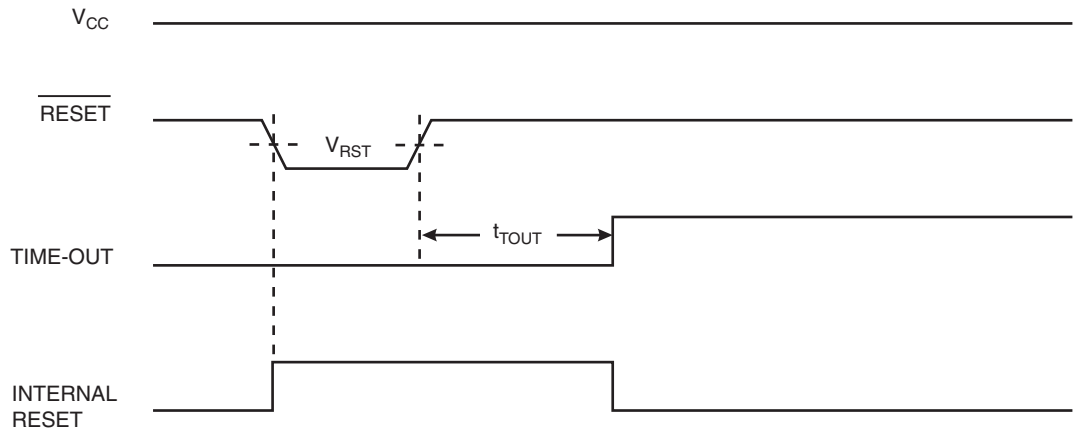 VCC
RESET
VRST
tTOUT
TIME-OUT
INTERNAL
RESET